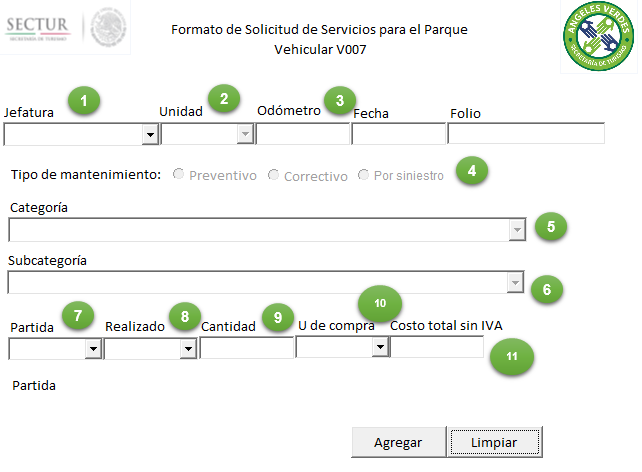 SECTUR
SECRETARÍA DE TURISMO
Formato de Solicitud de Servicios para el Parque
Vehicular V007
ANGELES VERDES
SECRETARÍA DE TURISMO
Jefatura 1 Unidad 2 Odómetro 3 Fecha Folio
Tipo de mantenimiento: Preventivo Correctivo Por siniestro 4
Categoría
5
Subcategoría
6
Partida 7 Realizado 8 Cantidad 9 U de compra 10 Costo total sin IVA
11
Partida
Agregar Limpiar